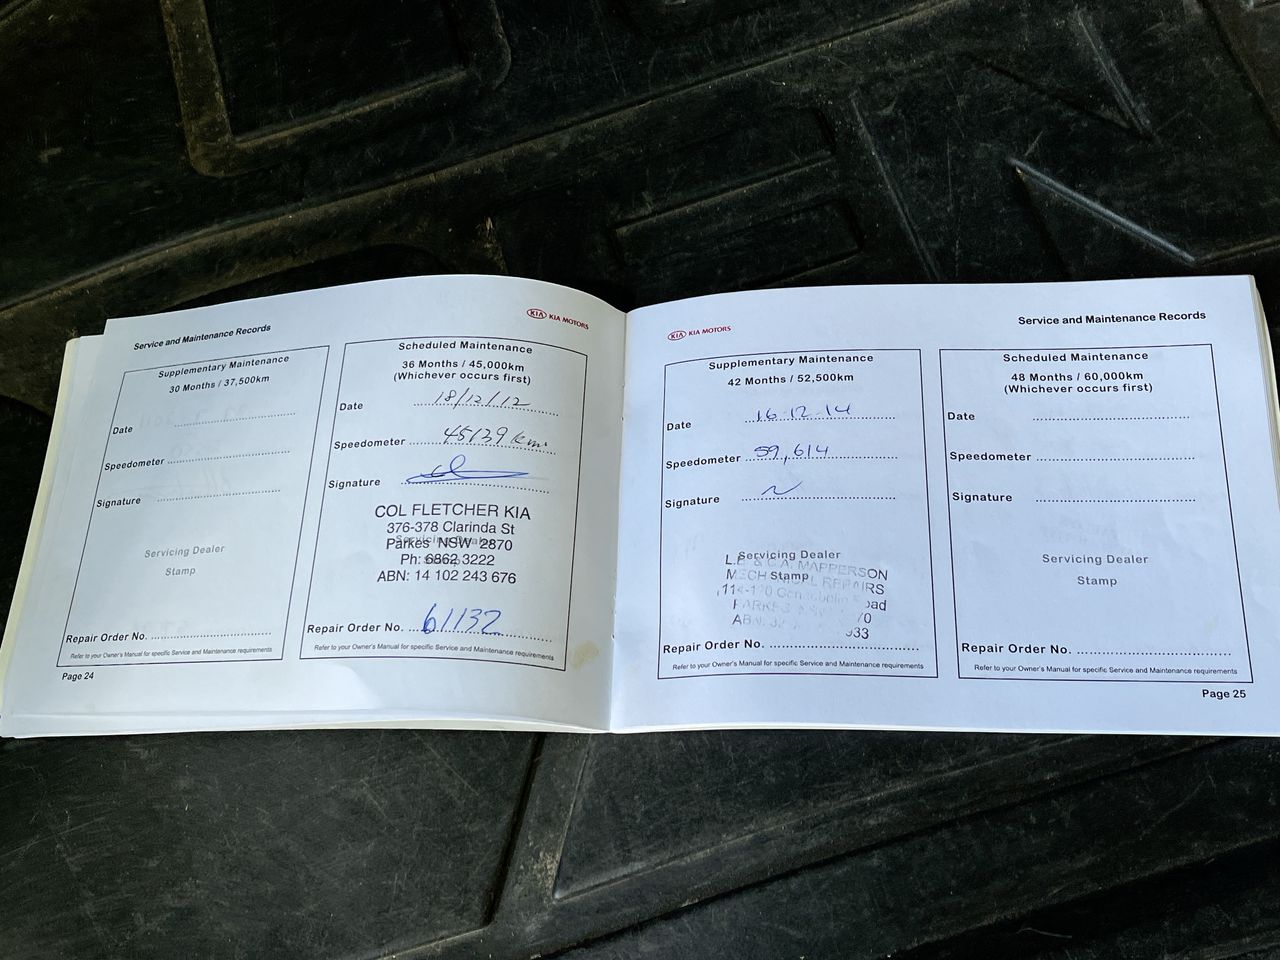 Service and Maintenance Records
KIA KIA MOTORS
Supplementary Maintenance
30 Months / 37,500km
Date
Speedometer
Signature
Servicing Dealer
Stamp
Repair Order No.
Refer to your Owner's Manual for specific Service and Maintenance requirements
Page 24
Scheduled Maintenance
36 Months / 45,000km
(Whichever occurs first)
Date 18/12/12
Speedometer 45139 km
Signature
COL FLETCHER KIA
376-378 Clarinda St
Servicing Dealer
Parkes NSW 2870
Ph: 6862 3222
ABN: 14 102 243 676
Repair Order No. 61132
Refer to your Owner's Manual for specific Service and Maintenance requirements
KIA KIA MOTORS
Service and Maintenance Records
Supplementary Maintenance
42 Months / 52,500km
Date 16.12.14
Speedometer 59,614
Signature
Servicing Dealer
L.E & C.A. MAPPERSON
Stamp
Repair Order No.
Refer to your Owner's Manual for specific Service and Maintenance requirements
Scheduled Maintenance
48 Months / 60,000km
(Whichever occurs first)
Date
Speedometer
Signature
Servicing Dealer
Stamp
Repair Order No.
Refer to your Owner's Manual for specific Service and Maintenance requirements
Page 25